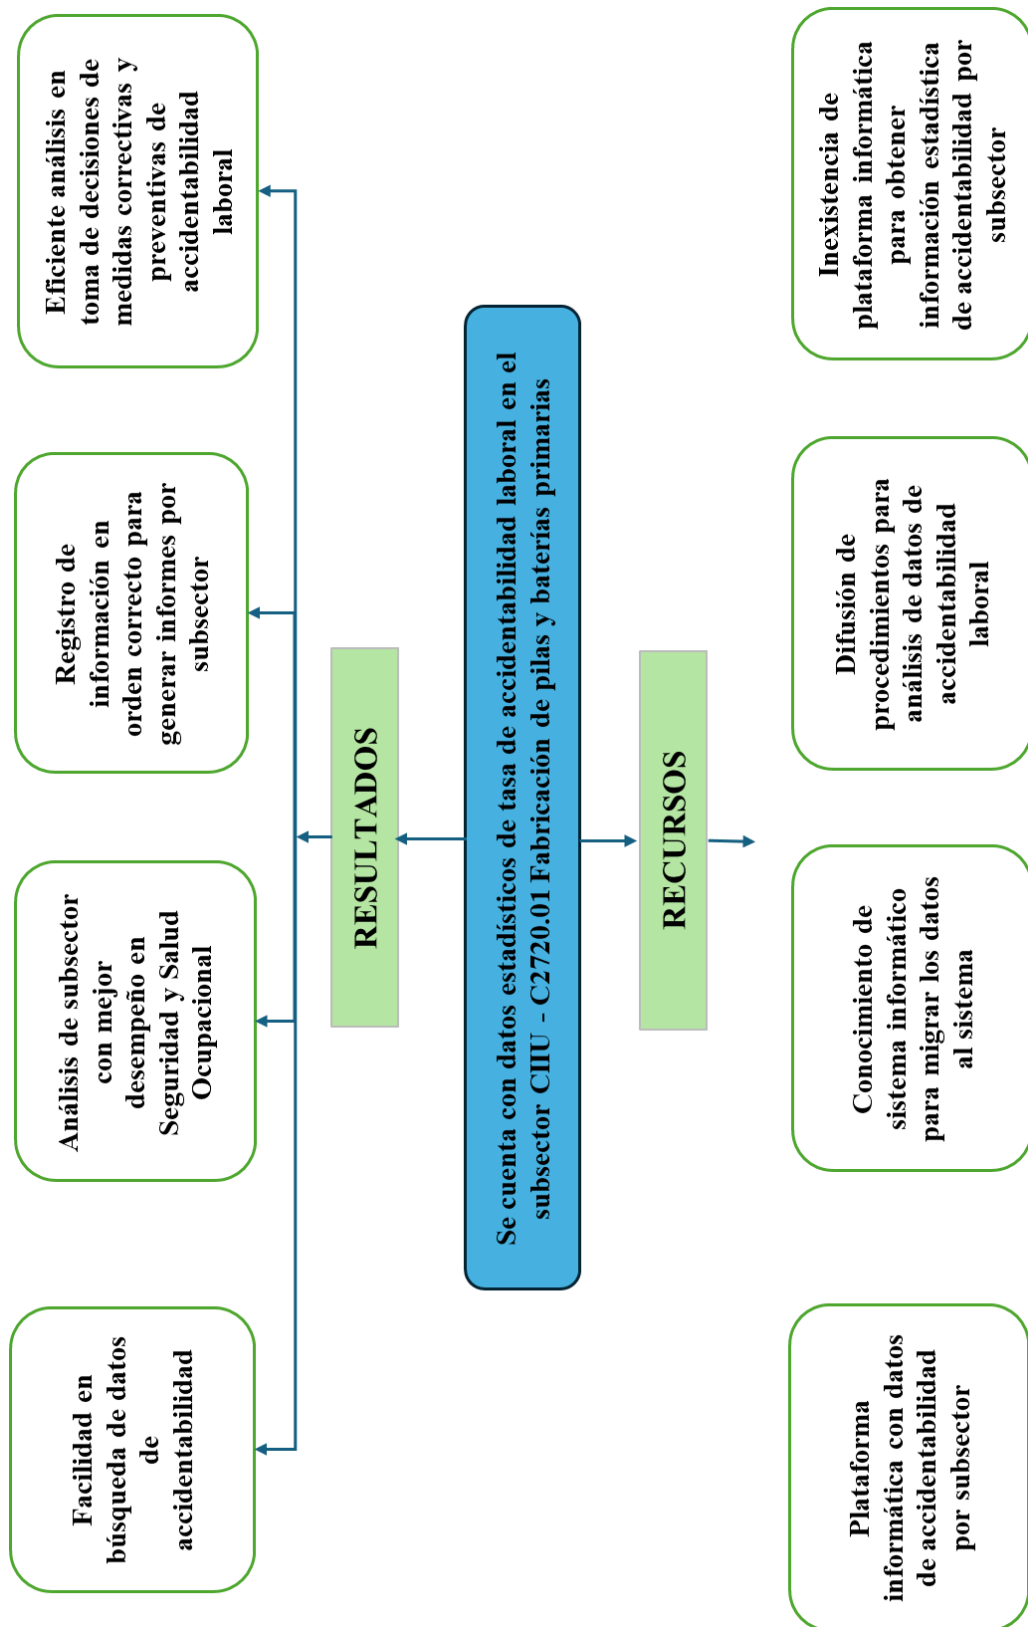 Facilidad en
búsqueda de datos
de
accidentabilidad
Análisis de subsector
con mejor
desempeño en
Seguridad y Salud
Ocupacional
Registro de
información en
orden correcto para
generar informes por
subsector
Eficiente análisis en
toma de decisiones de
medidas correctivas y
preventivas de
accidentabilidad
laboral
RESULTADOS
Se cuenta con datos estadísticos de tasa de accidentabilidad laboral en el
subsector CIIU - C2720.01 Fabricación de pilas y baterías primarias
RECURSOS
Plataforma
informática con datos
de accidentabilidad
por subsector
Conocimiento de
sistema informático
para migrar los datos
al sistema
Difusión de
procedimientos para
análisis de datos de
accidentabilidad
laboral
Inexistencia de
plataforma informática
para obtener
información estadística
de accidentabilidad por
subsector